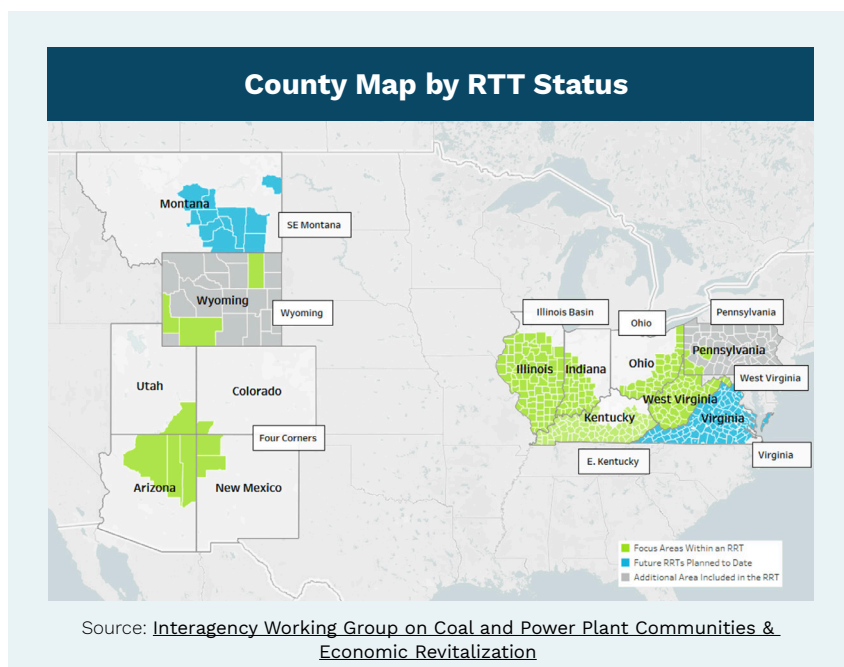 County Map by RTT Status
Montana
SE Montana
Wyoming
Wyoming
Utah
Colorado
Four Corners
Arizona
New Mexico
Illinois Basin
Ohio
Pennsylvania
Illinois
Indiana
Ohio
Pennsylvania
West Virginia
West Virginia
Kentucky
Virginia
E. Kentucky
Virginia
Focus Areas Within an RRT
Future RRTs Planned to Date
Additional Area Included in the RRT
Source: Interagency Working Group on Coal and Power Plant Communities &
Economic Revitalization